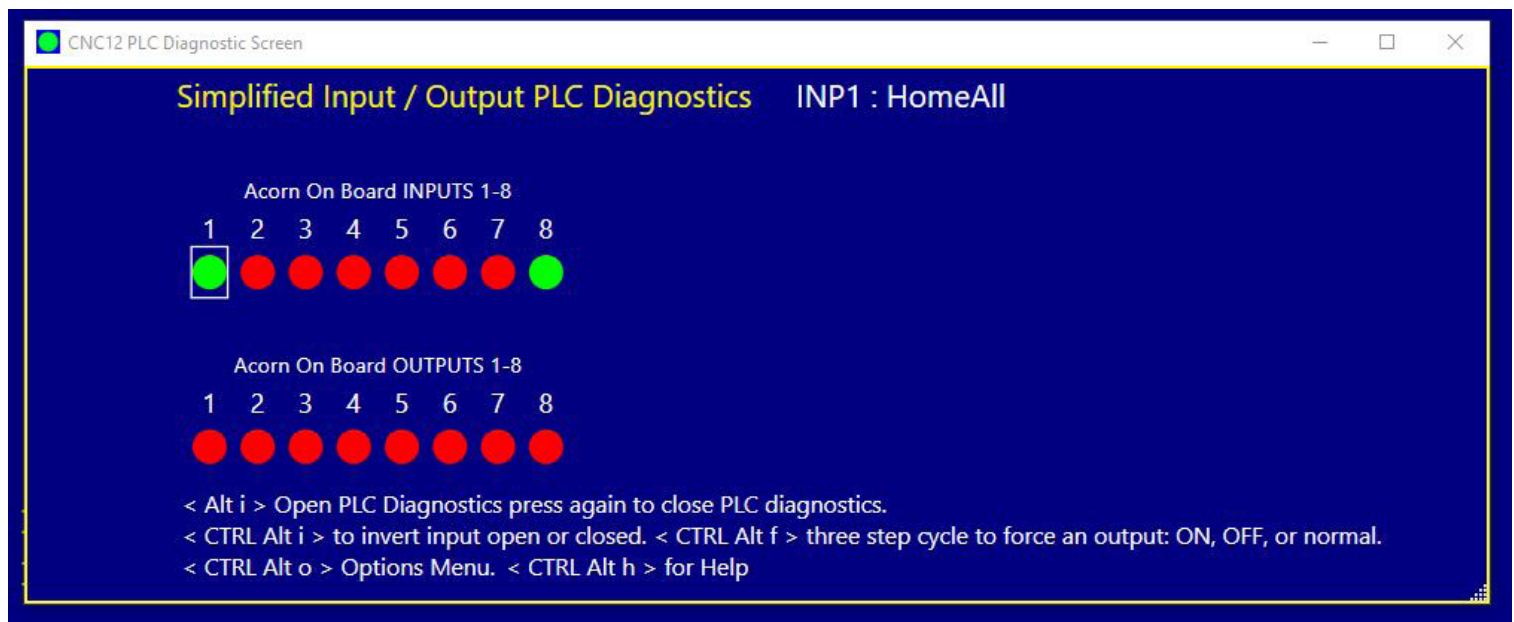 CNC12 PLC Diagnostic Screen
Simplified Input / Output PLC Diagnostics INP1 : HomeAll
Acorn On Board INPUTS 1-8
1 2 3 4 5 6 7 8
Acorn On Board OUTPUTS 1-8
1 2 3 4 5 6 7 8
< Alt i > Open PLC Diagnostics press again to close PLC diagnostics.
< CTRL Alt i > to invert input open or closed. < CTRL Alt f > three step cycle to force an output: ON, OFF, or normal.
< CTRL Alt o > Options Menu. < CTRL Alt h > for Help